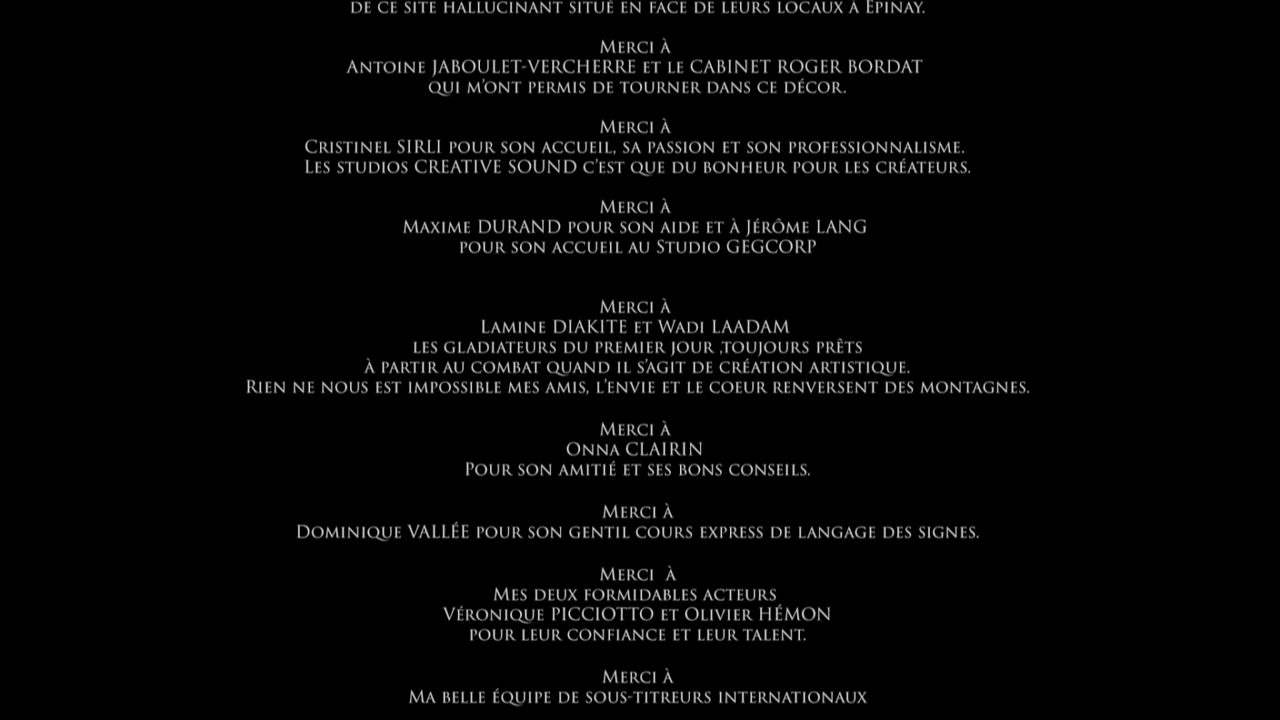 de ce site hallucinant situé en face de leurs locaux à Epinay.
Merci à
Antoine JABOULET-VERCHERRE et le CABINET ROGER BORDAT
qui m'ont permis de tourner dans ce décor.
Merci à
Cristinel SIRLI pour son accueil, sa passion et son professionnalisme.
Les studios CREATIVE SOUND c'est que du bonheur pour les créateurs.
Merci à
Maxime DURAND pour son aide et à Jérôme LANG
pour son accueil au Studio GEGCORP
Merci à
Lamine DIAKITE et Wadi LAADAM
les gladiateurs du premier jour ,toujours prêts
à partir au combat quand il s'agit de création artistique.
Rien ne nous est impossible mes amis, l'envie et le coeur renversent des montagnes.
Merci à
Onna CLAIRIN
Pour son amitié et ses bons conseils.
Merci à
Dominique VALLÉE pour son gentil cours express de langage des signes.
Merci  à
Mes deux formidables acteurs
Véronique PICCIOTTO et Olivier HÉMON
pour leur confiance et leur talent.
Merci à
Ma belle équipe de sous-titreurs internationaux